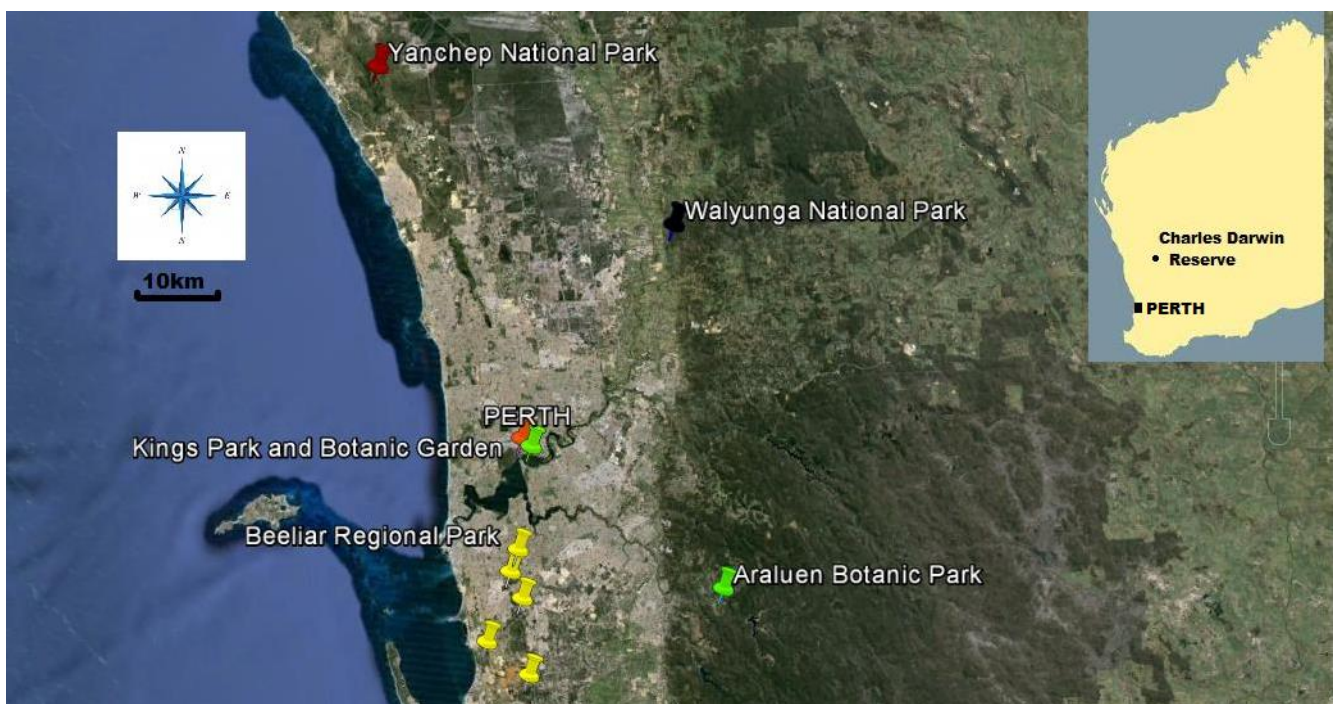 Yanchep National Park
N
W
E
N
10km
Walyunga National Park
Charles Darwin
Reserve
PERTH
PERTH
Kings Park and Botanic Garden
Beeliar Regional Park
Araluen Botanic Park